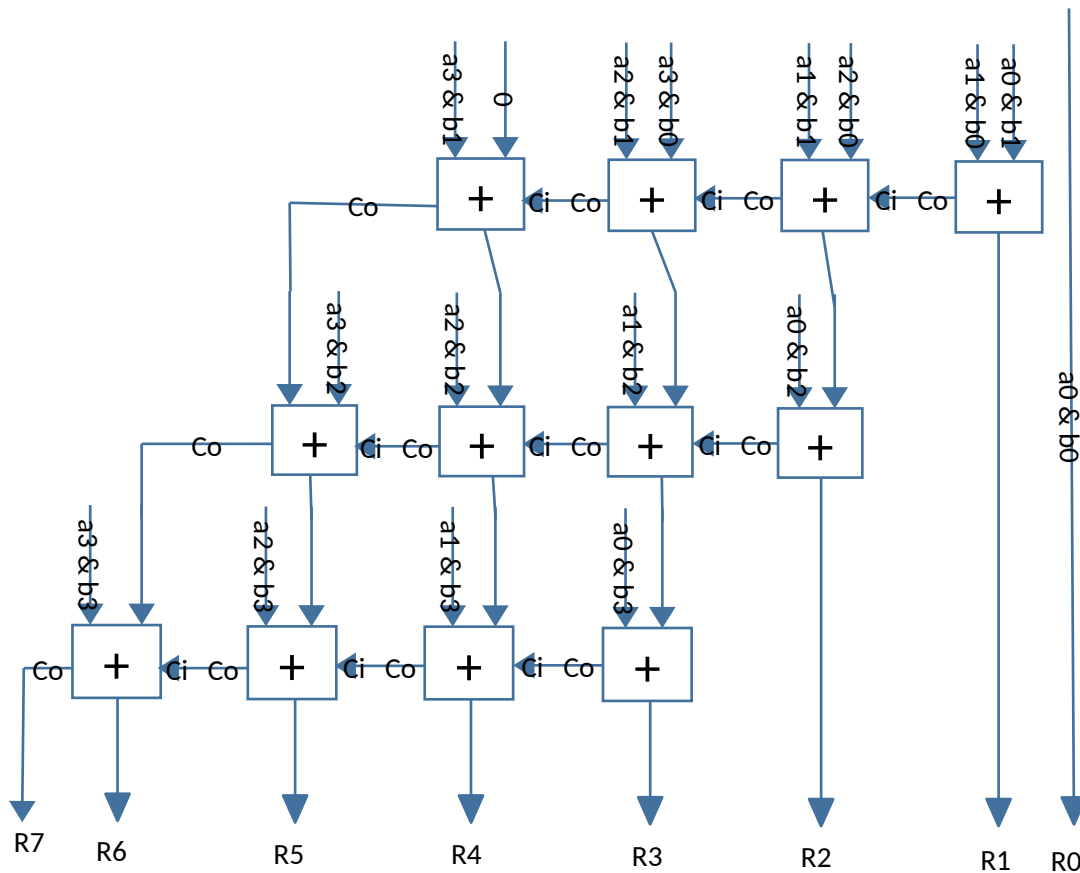 a3 & b1
0
a2 & b1
a3 & b0
a1 & b1
a2 & b0
a1 & b0
a0 & b1
+
+
+
+
Co
Ci
Co
Ci
Co
Ci
Co
a3 & b2
a2 & b2
a1 & b2
a0 & b2
a0 & b0
+
+
+
+
Co
Ci
Co
Ci
Co
Ci
Co
a3 & b3
a2 & b3
a1 & b3
a0 & b3
+
+
+
+
Co
Ci
Co
Ci
Co
Ci
Co
R7
R6
R5
R4
R3
R2
R1
R0